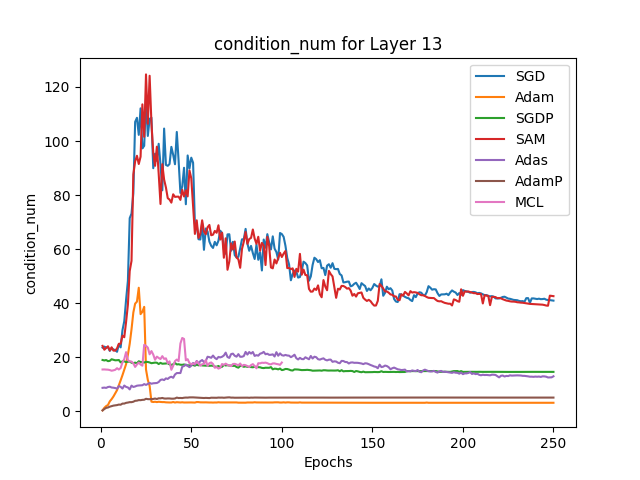 condition_num for Layer 13
condition_num
120
100
80
60
40
20
0
0 50 100 150 200 250
Epochs
SGD
Adam
SGDP
SAM
Adas
AdamP
MCL